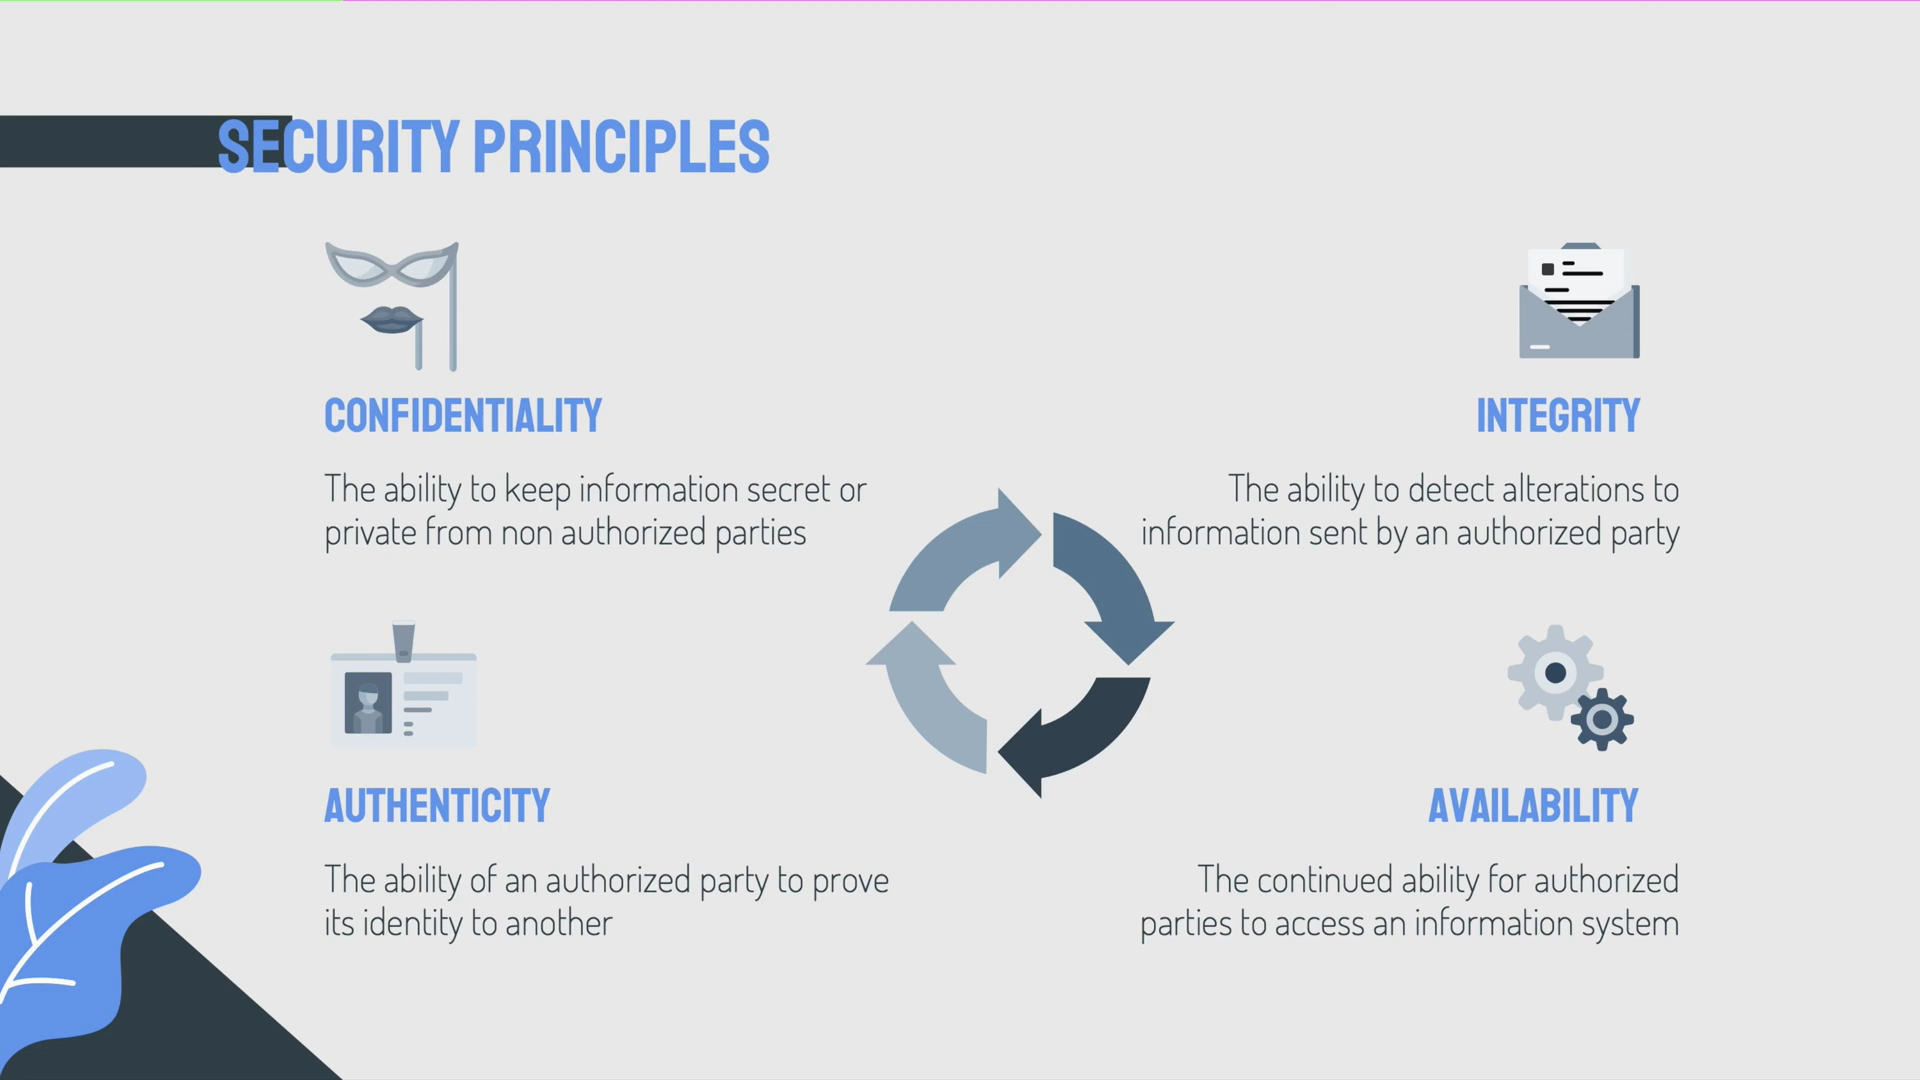 SECURITY PRINCIPLES
CONFIDENTIALITY
The ability to keep information secret or
private from non authorized parties
INTEGRITY
The ability to detect alterations to
information sent by an authorized party
AUTHENTICITY
The ability of an authorized party to prove
its identity to another
AVAILABILITY
The continued ability for authorized
parties to access an information system